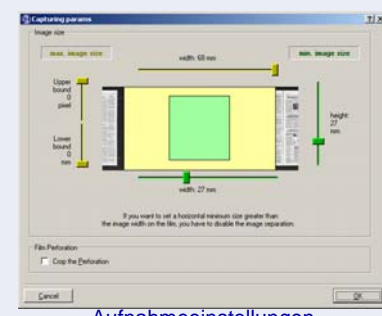 Capturing params
Image size
max. image size
min. image size
width: 68 mm
Upper
bound
0
pixel
Lower
bound
0
mm
height:
27
mm
width: 27 mm
If you want to set a horizontal minimum size greater than
the image width on the film, you have to disable the image separation.
Film Perforation
Crop the Perforation
Cancel
OK
Aufnahmeeinstellungen